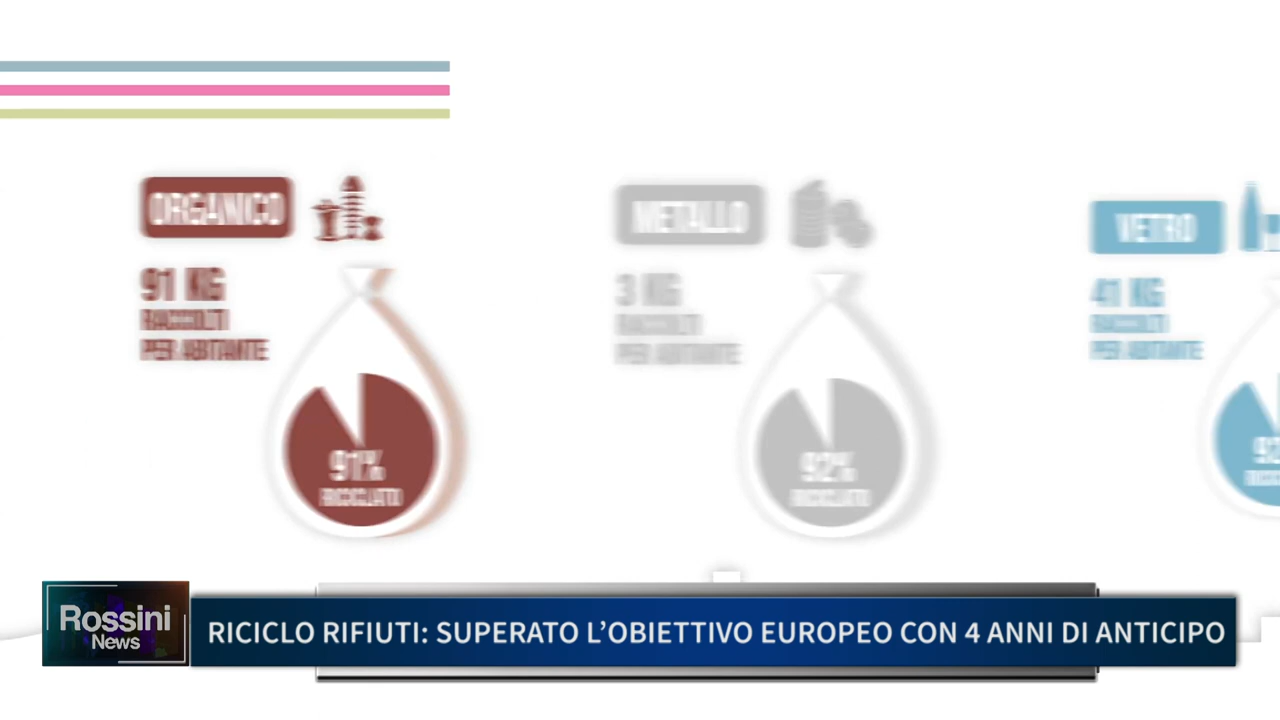 ORGANICO
91 KG
RACCOLTI
PER ABITANTE
91%
RICICLATO
METALLO
3 KG
RACCOLTI
PER ABITANTE
92%
RICICLATO
VETRO
41 KG
RACCOLTI
PER ABITANTE
Rossini
News
RICICLO RIFIUTI: SUPERATO L’OBIETTIVO EUROPEO CON 4 ANNI DI ANTICIPO